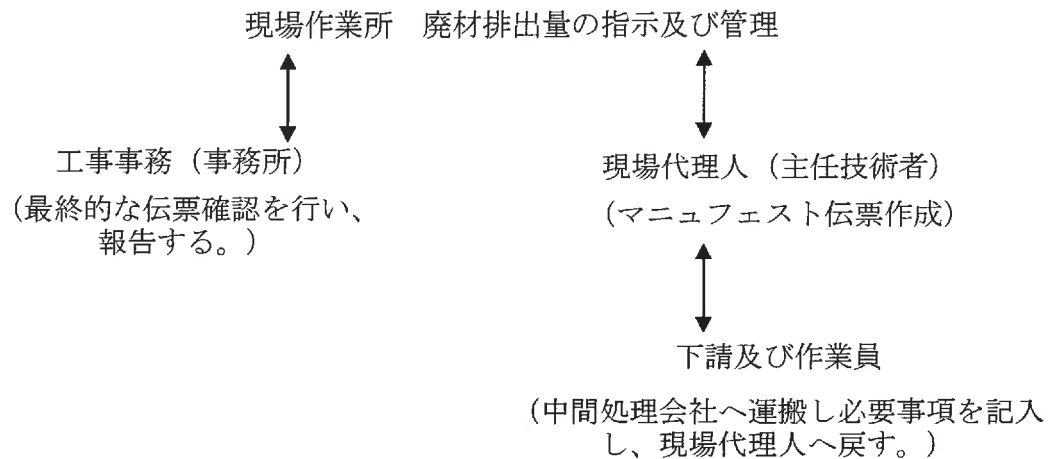 現場作業所　廃材排出量の指示及び管理
工事事務（事務所）
（最終的な伝票確認を行い、
報告する。）
現場代理人（主任技術者）
（マニュフェスト伝票作成）
下請及び作業員
（中間処理会社へ運搬し必要事項を記入
し、現場代理人へ戻す。）